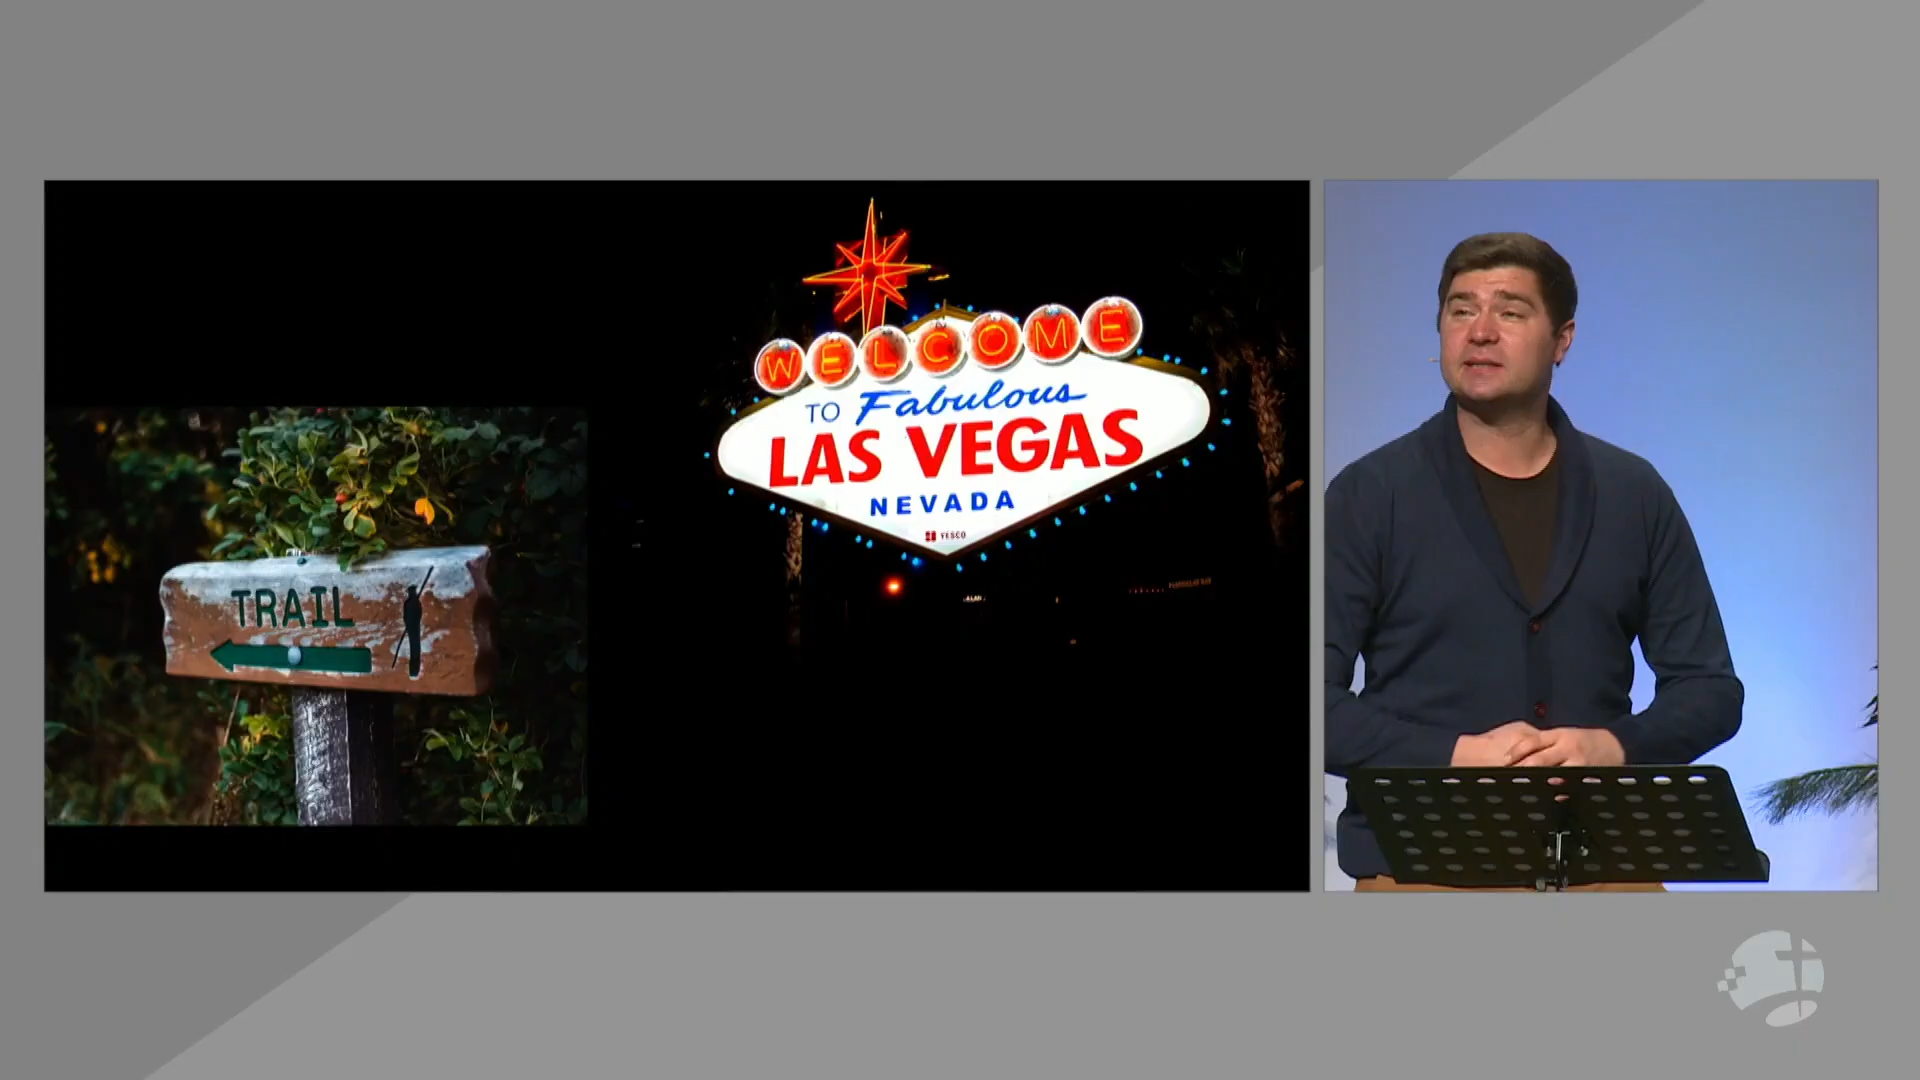 WELCOME
TO Fabulous
LAS VEGAS
NEVADA
YESCO
TRAIL